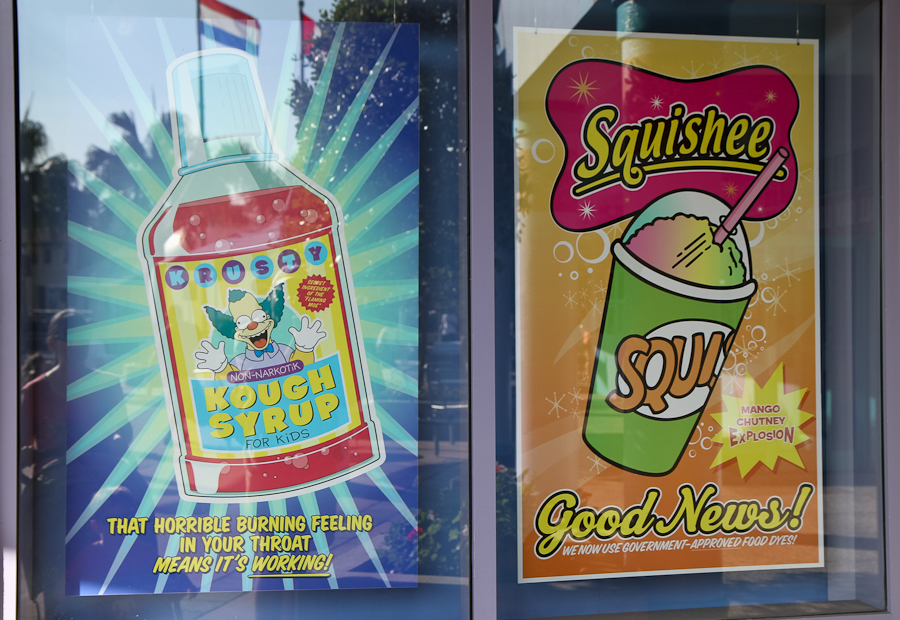 KRUSTY
SECRET
INGREDIENT
OF THE
"FLAMING
MOE"
NON-NARKOTIK
KOUGH
SYRUP
FOR KIDS
THAT HORRIBLE BURNING FEELING
IN YOUR THROAT
MEANS IT'S WORKING!
Squishee
SQUI
MANGO
CHUTNEY
EXPLOSION
Good News!
WE NOW USE GOVERNMENT-APPROVED FOOD DYES!